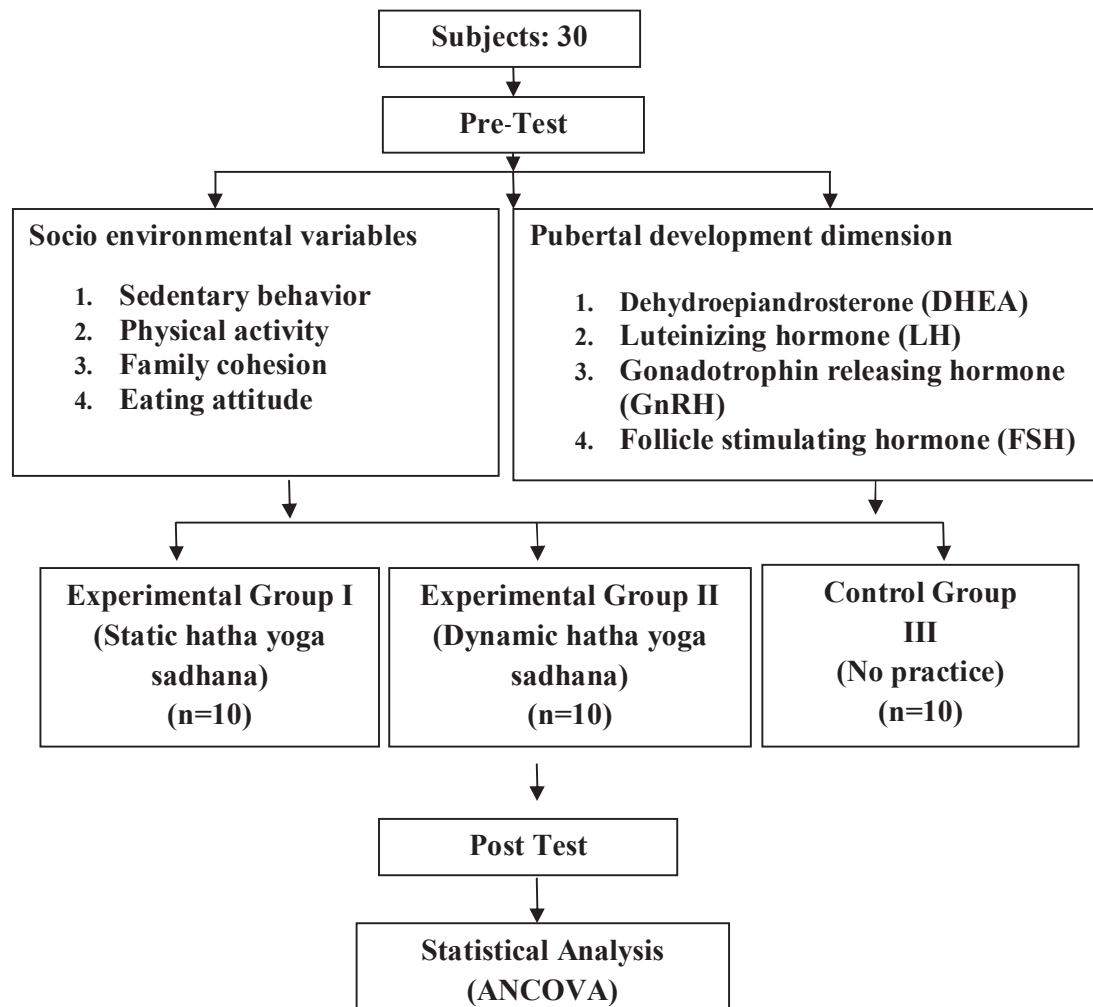 Subjects: 30
Pre-Test
Socio environmental variables
1. Sedentary behavior
2. Physical activity
3. Family cohesion
4. Eating attitude
Pubertal development dimension
1. Dehydroepiandrosterone (DHEA)
2. Luteinizing hormone (LH)
3. Gonadotrophin releasing hormone
(GnRH)
4. Follicle stimulating hormone (FSH)
Experimental Group I
(Static hatha yoga
sadhana)
(n=10)
Experimental Group II
(Dynamic hatha yoga
sadhana)
(n=10)
Control Group
III
(No practice)
(n=10)
Post Test
Statistical Analysis
(ANCOVA)